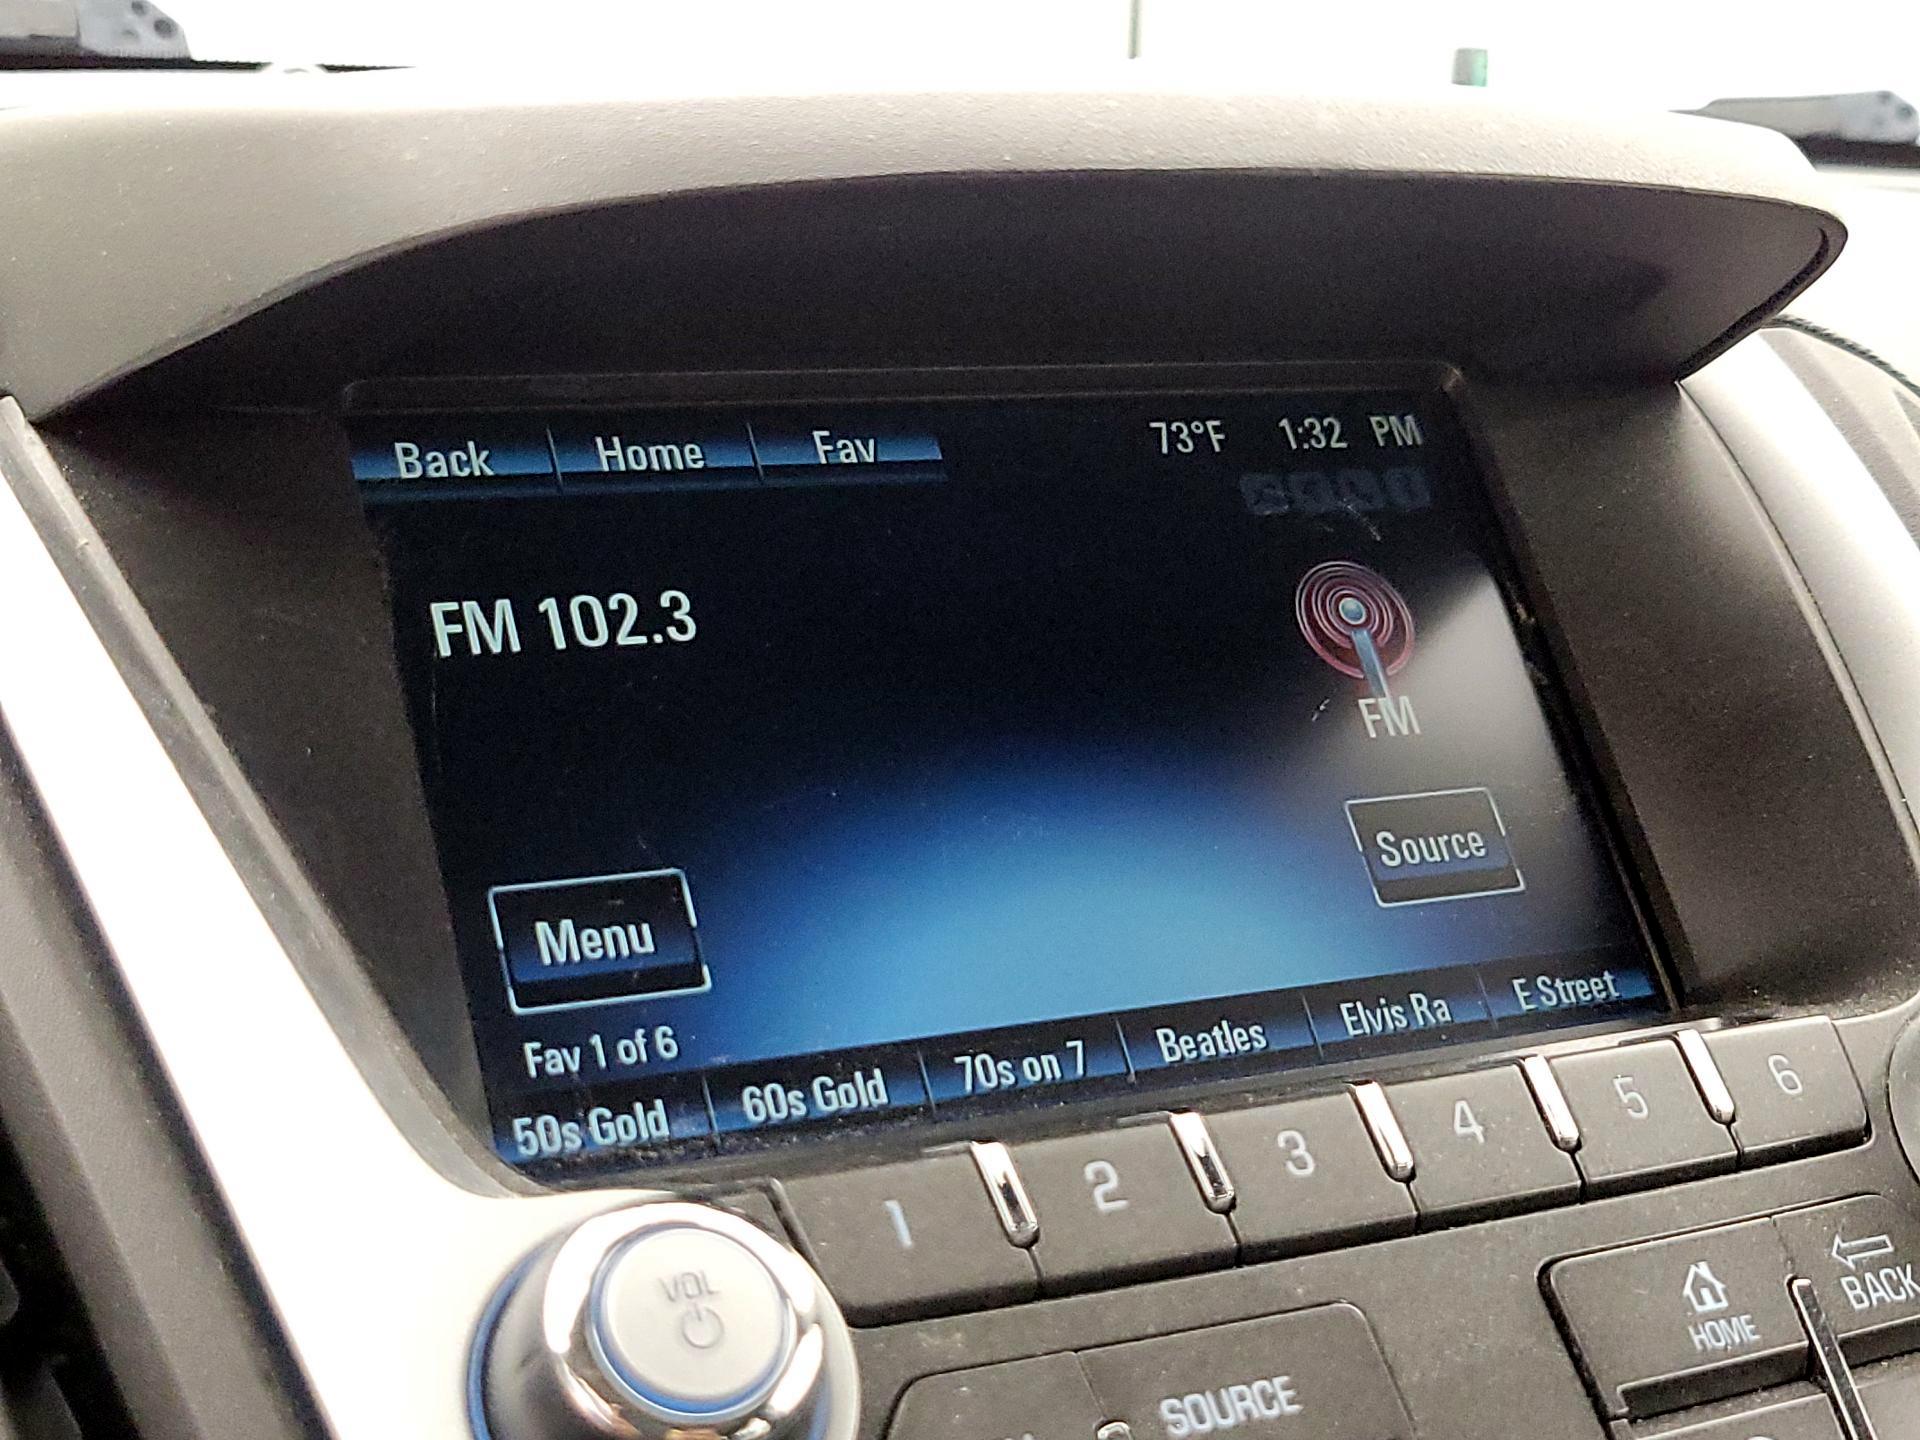 Back Home Fav 73°F 1:32 PM
FM 102.3
FM
Source
Menu
Fav 1 of 6
50s Gold 60s Gold 70s on 7 Beatles Elvis Ra E Street
1 2 3 4 5 6
VOL
HOME
BACK
SOURCE